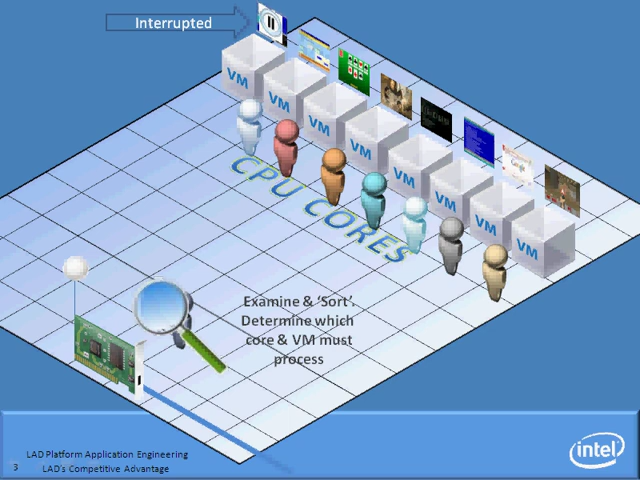 Interrupted
VM
VM
VM
VM
VM
VM
VM
VM
CPU CORES
Examine & ‘Sort’.
Determine which
core & VM must
process
LAD Platform Application Engineering
3 LAD's Competitive Advantage
intel